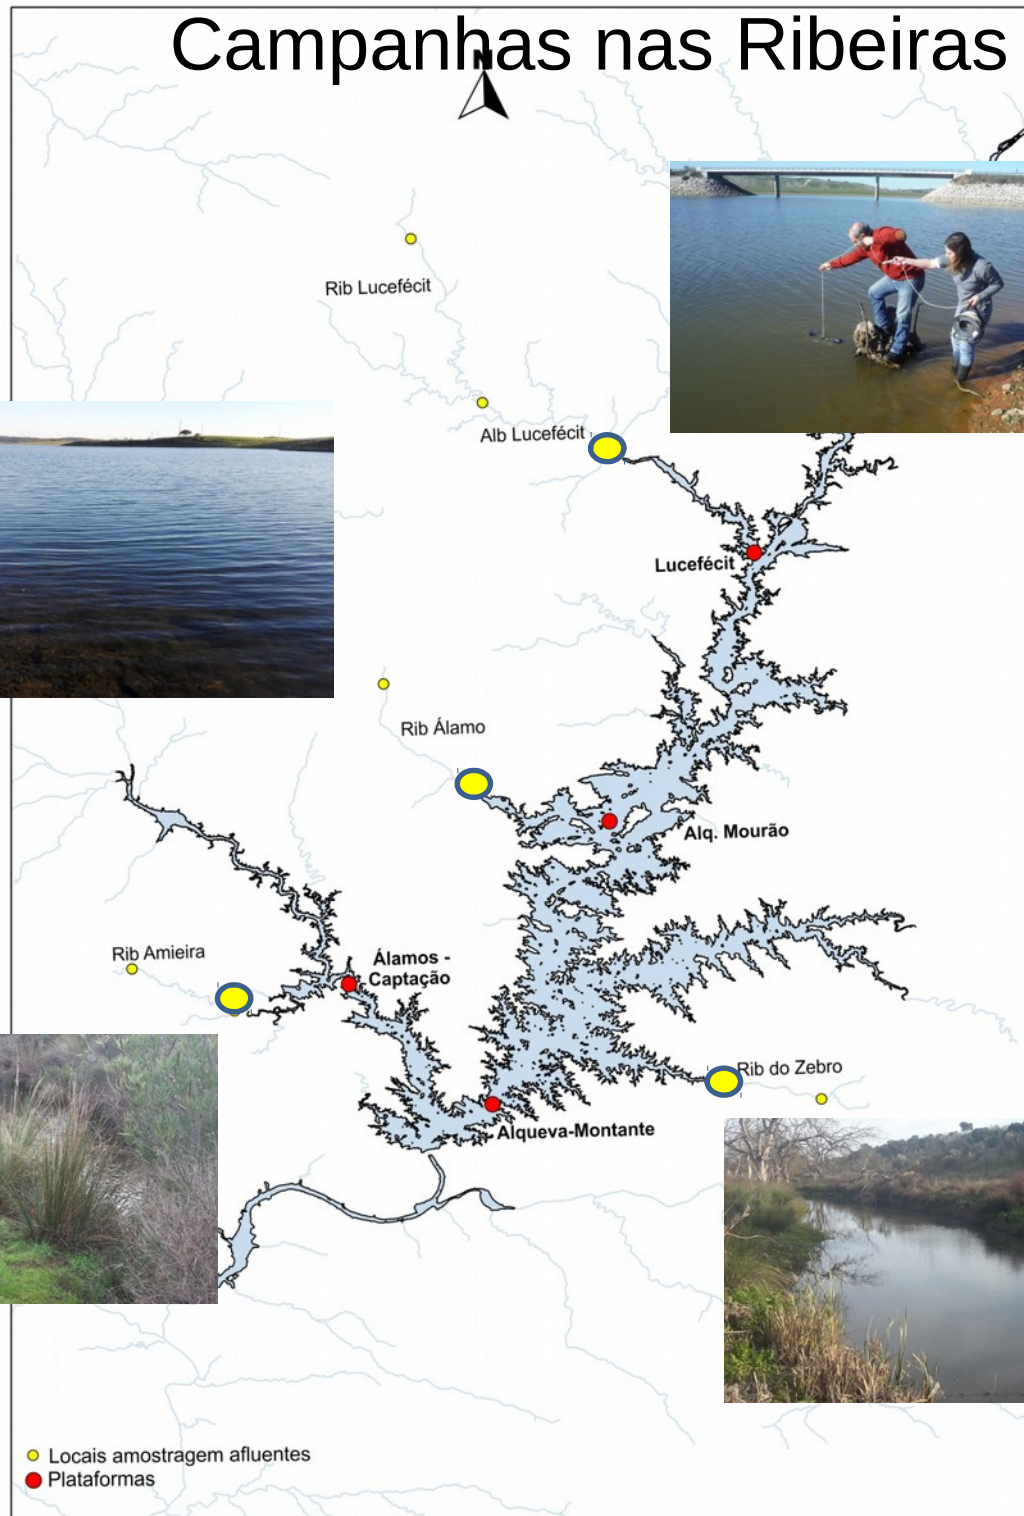 Campanhas nas Ribeiras
N
Rib Lucefécit
Alb Lucefécit
Lucefécit
Rib Álamo
Alq. Mourão
Rib Amieira
Álamos -
Captação
Rib do Zebro
Alqueva-Montante
Locais amostragem afluentes
Plataformas